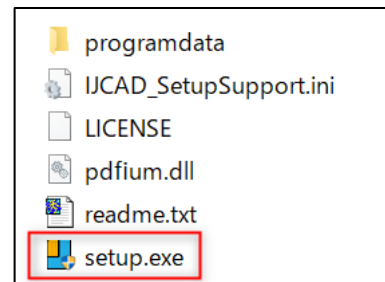 programdata
IJCAD_SetupSupport.ini
LICENSE
pdfium.dll
readme.txt
setup.exe